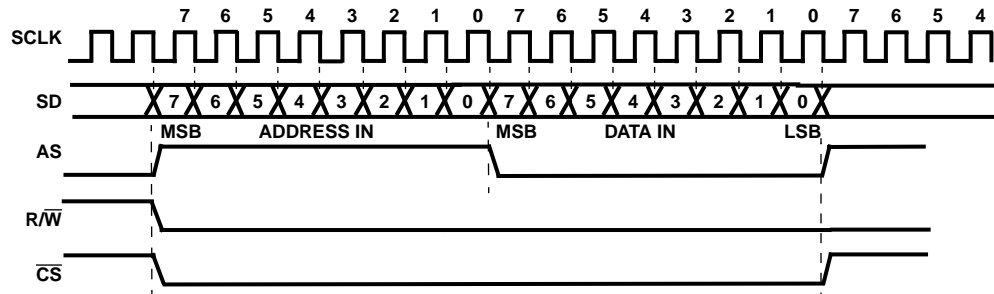 7 6 5 4 3 2 1 0 7 6 5 4 3 2 1 0 7 6 5 4
SCLK
SD 7 6 5 4 3 2 1 0 7 6 5 4 3 2 1 0
MSB ADDRESS IN MSB DATA IN LSB
AS
R/W̅
C̅S̅